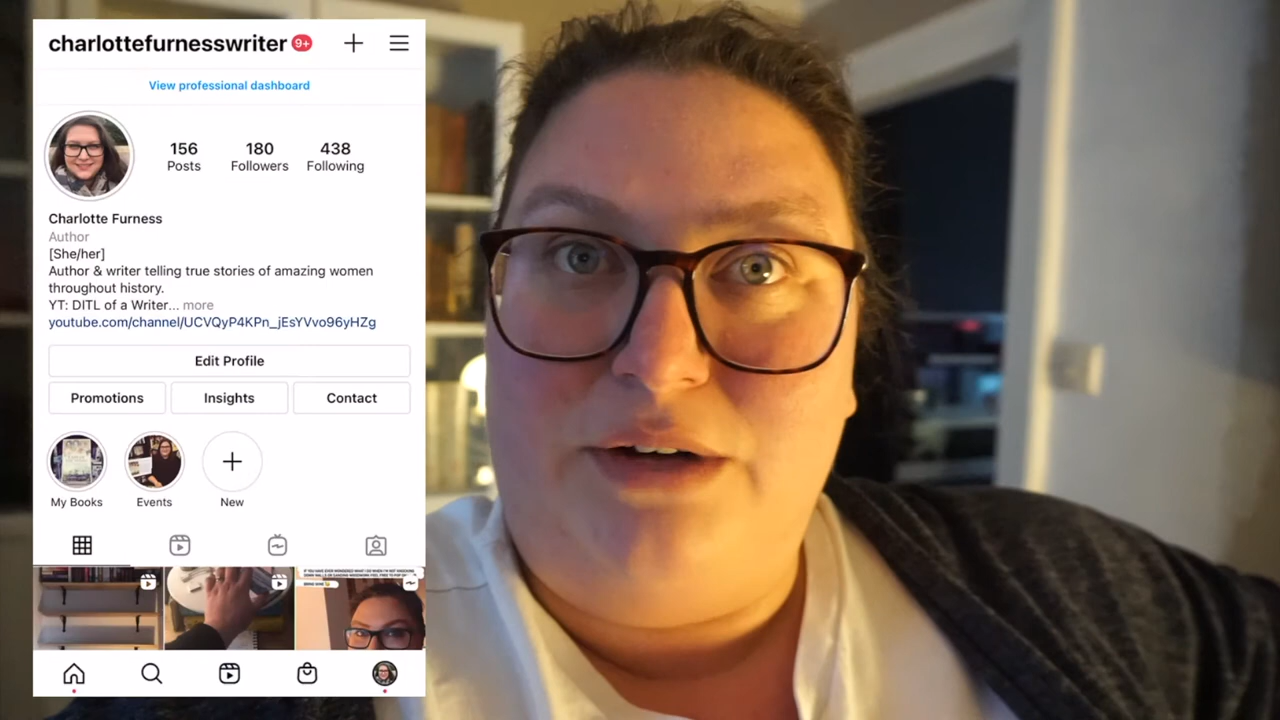 charlottefurnesswriter 9+
View professional dashboard
156 180 438
Posts Followers Following
Charlotte Furness
Author
[She/her]
Author & writer telling true stories of amazing women
throughout history.
YT: DITL of a Writer... more
youtube.com/channel/UCVQyP4KPn_jEsYVvo96yHZg
Edit Profile
Promotions Insights Contact
My Books Events New